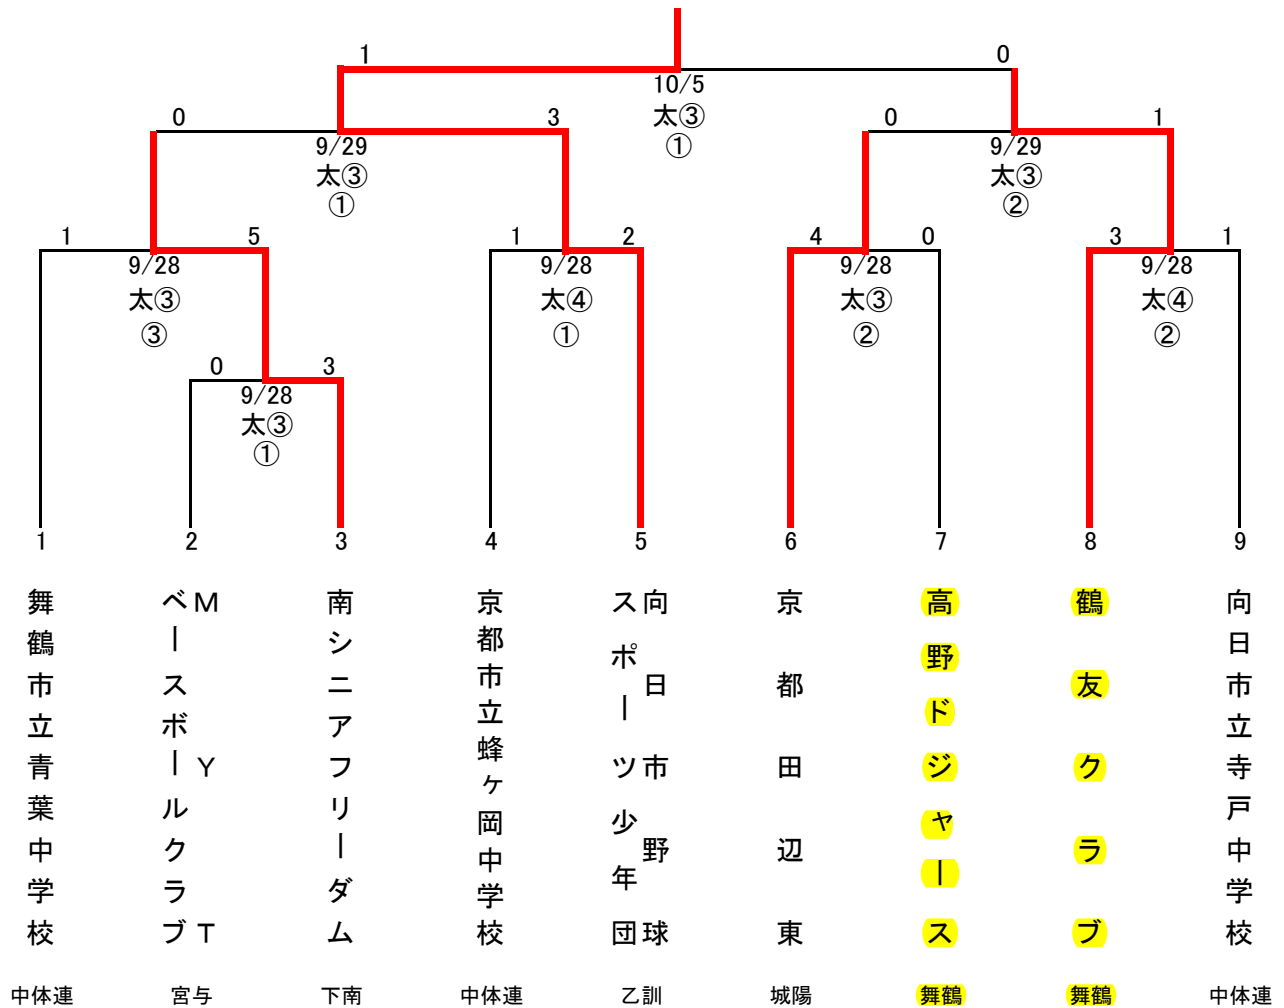 1
0
10/5
太③
①
0
3
9/29
太③
①
0
1
9/29
太③
②
1
5
9/28
太③
③
1
2
9/28
太④
①
4
0
9/28
太③
②
3
1
9/28
太④
②
0
3
9/28
太③
①
1
2
3
4
5
6
7
8
9
舞鶴市立青葉中学校
MYT
ベースボールクラブ
南シニアフリーダム
京都市立蜂ヶ岡中学校
向日市野球
スポーツ少年団
京都田辺東
高野ドジャース
鶴友クラブ
向日市立寺戸中学校
中体連
宮与
下南
中体連
乙訓
城陽
舞鶴
舞鶴
中体連